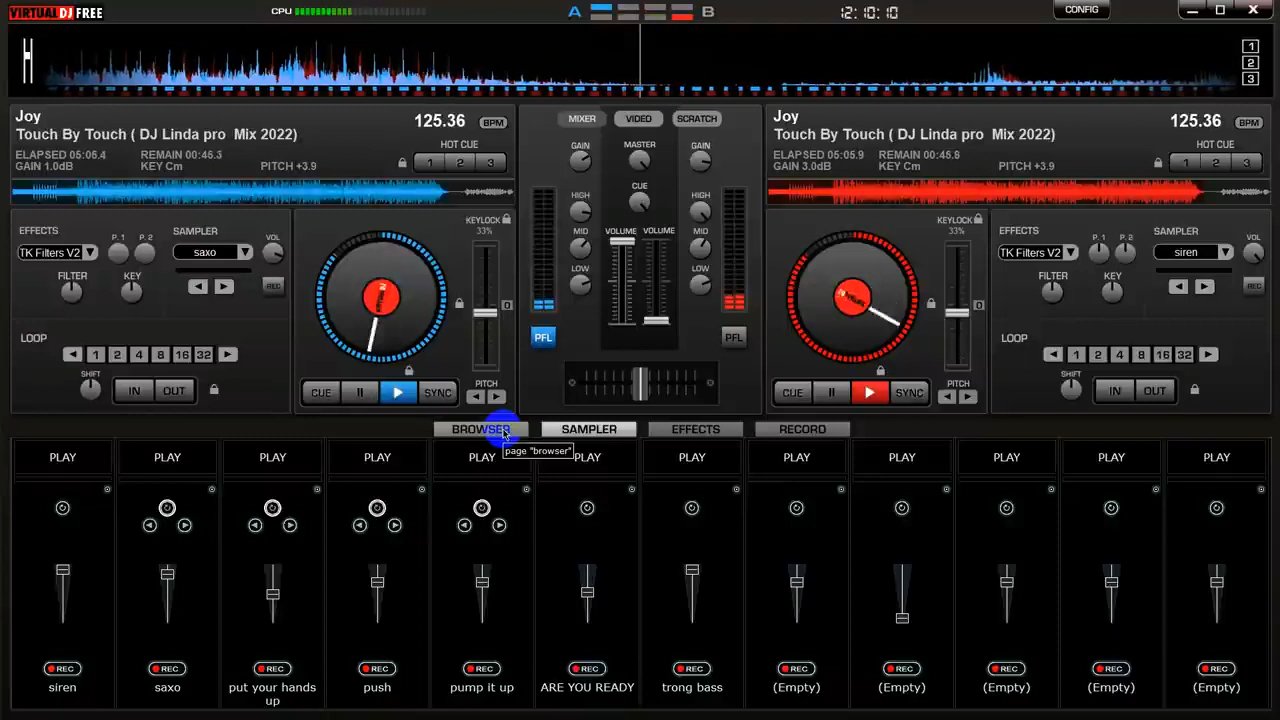 VIRTUAL DJ FREE
CPU
A B
12:10:10
CONFIG
1
2
3
Joy
Touch By Touch ( DJ Linda pro Mix 2022)
125.36 BPM
ELAPSED 05:05.4 REMAIN 00:46.3
GAIN 1.0dB KEY Cm PITCH +3.9
HOT CUE
1 2 3
MIXER VIDEO SCRATCH
GAIN MASTER GAIN
CUE
HIGH HIGH
MID VOLUME VOLUME MID
LOW LOW
PFL PFL
Joy
Touch By Touch ( DJ Linda pro Mix 2022)
125.36 BPM
ELAPSED 05:05.9 REMAIN 00:45.8
GAIN 3.0dB KEY Cm PITCH +3.9
HOT CUE
1 2 3
EFFECTS P. 1 P. 2 SAMPLER VOL
TK Filters V2 saxo
FILTER KEY REC
LOOP
1 2 4 8 16 32
SHIFT
IN OUT
KEYLOCK
33%
0
CUE SYNC PITCH
KEYLOCK
33%
0
CUE SYNC PITCH
EFFECTS P. 1 P. 2 SAMPLER VOL
TK Filters V2 siren
FILTER KEY REC
LOOP
1 2 4 8 16 32
SHIFT
IN OUT
BROWSER SAMPLER EFFECTS RECORD
page "browser"
PLAY PLAY PLAY PLAY PLAY PLAY PLAY PLAY PLAY PLAY PLAY PLAY
REC REC REC REC REC REC REC REC REC REC REC REC
siren saxo put your hands up push pump it up ARE YOU READY trong bass (Empty) (Empty) (Empty) (Empty) (Empty)